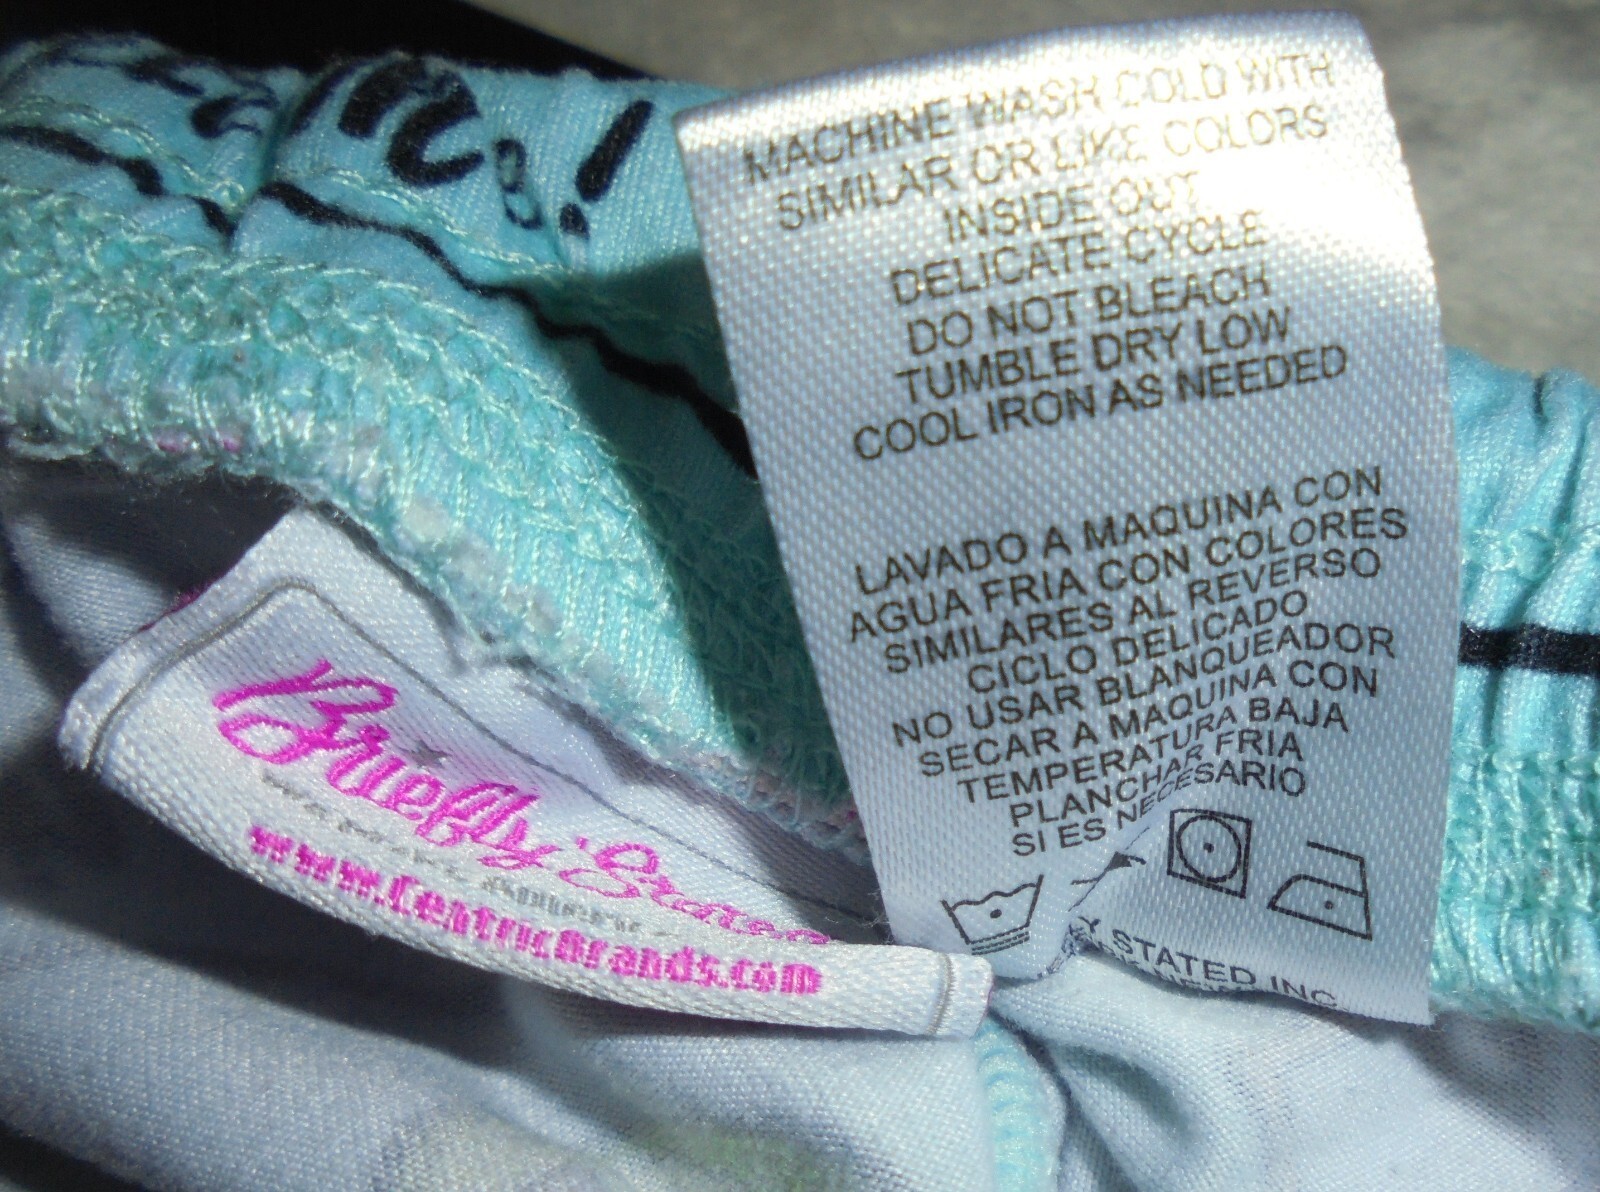 MACHINE WASH COLD WITH
SIMILAR OR LIKE COLORS
INSIDE OUT
DELICATE CYCLE
DO NOT BLEACH
TUMBLE DRY LOW
COOL IRON AS NEEDED
LAVADO A MAQUINA CON
AGUA FRIA CON COLORES
SIMILARES AL REVERSO
CICLO DELICADO
NO USAR BLANQUEADOR
SECAR A MAQUINA CON
TEMPERATURA BAJA
PLANCHAR FRIA
SI ES NECESARIO
Y STATED INC
Briefly Stated
www.CentricBrands.com